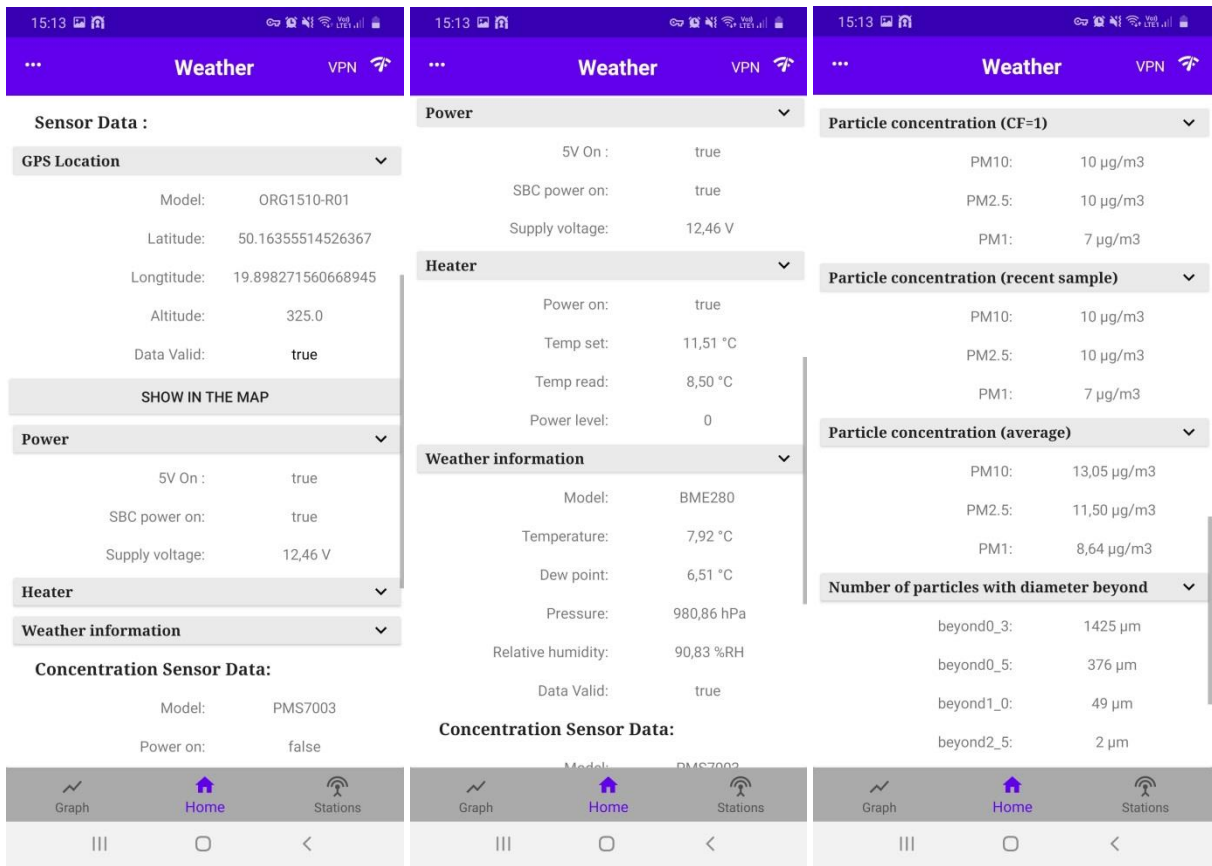 15:13
Weather
VPN
Sensor Data :
GPS Location
Model: ORG1510-R01
Latitude: 50.16355514526367
Longtitude: 19.898271560668945
Altitude: 325.0
Data Valid: true
SHOW IN THE MAP
Power
5V On : true
SBC power on: true
Supply voltage: 12,46 V
Heater
Weather information
Concentration Sensor Data:
Model: PMS7003
Power on: false
Graph Home Stations
15:13
Weather
VPN
Power
5V On : true
SBC power on: true
Supply voltage: 12,46 V
Heater
Power on: true
Temp set: 11,51 °C
Temp read: 8,50 °C
Power level: 0
Weather information
Model: BME280
Temperature: 7,92 °C
Dew point: 6,51 °C
Pressure: 980,86 hPa
Relative humidity: 90,83 %RH
Data Valid: true
Concentration Sensor Data:
Model: PMS7003
Graph Home Stations
15:13
Weather
VPN
Particle concentration (CF=1)
PM10: 10 µg/m3
PM2.5: 10 µg/m3
PM1: 7 µg/m3
Particle concentration (recent sample)
PM10: 10 µg/m3
PM2.5: 10 µg/m3
PM1: 7 µg/m3
Particle concentration (average)
PM10: 13,05 µg/m3
PM2.5: 11,50 µg/m3
PM1: 8,64 µg/m3
Number of particles with diameter beyond
beyond0_3: 1425 µm
beyond0_5: 376 µm
beyond1_0: 49 µm
beyond2_5: 2 µm
Graph Home Stations